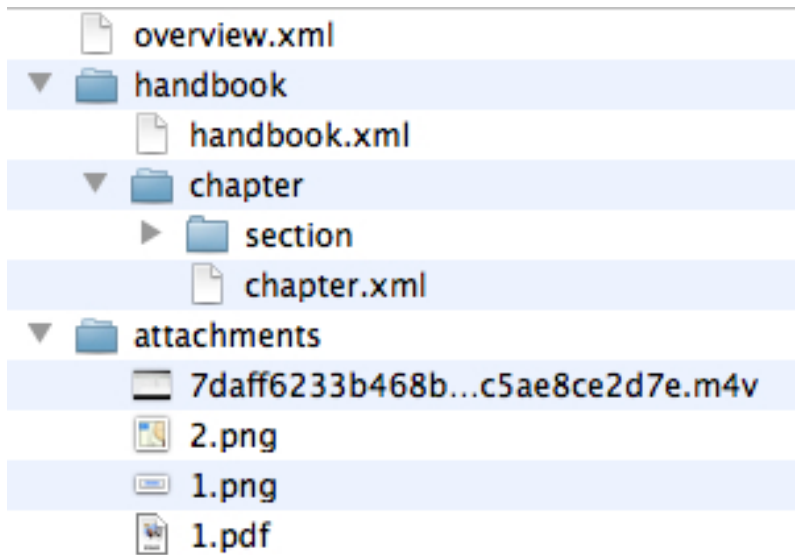 overview.xml
handbook
handbook.xml
chapter
section
chapter.xml
attachments
7daff6233b468b...c5ae8ce2d7e.m4v
2.png
1.png
1.pdf